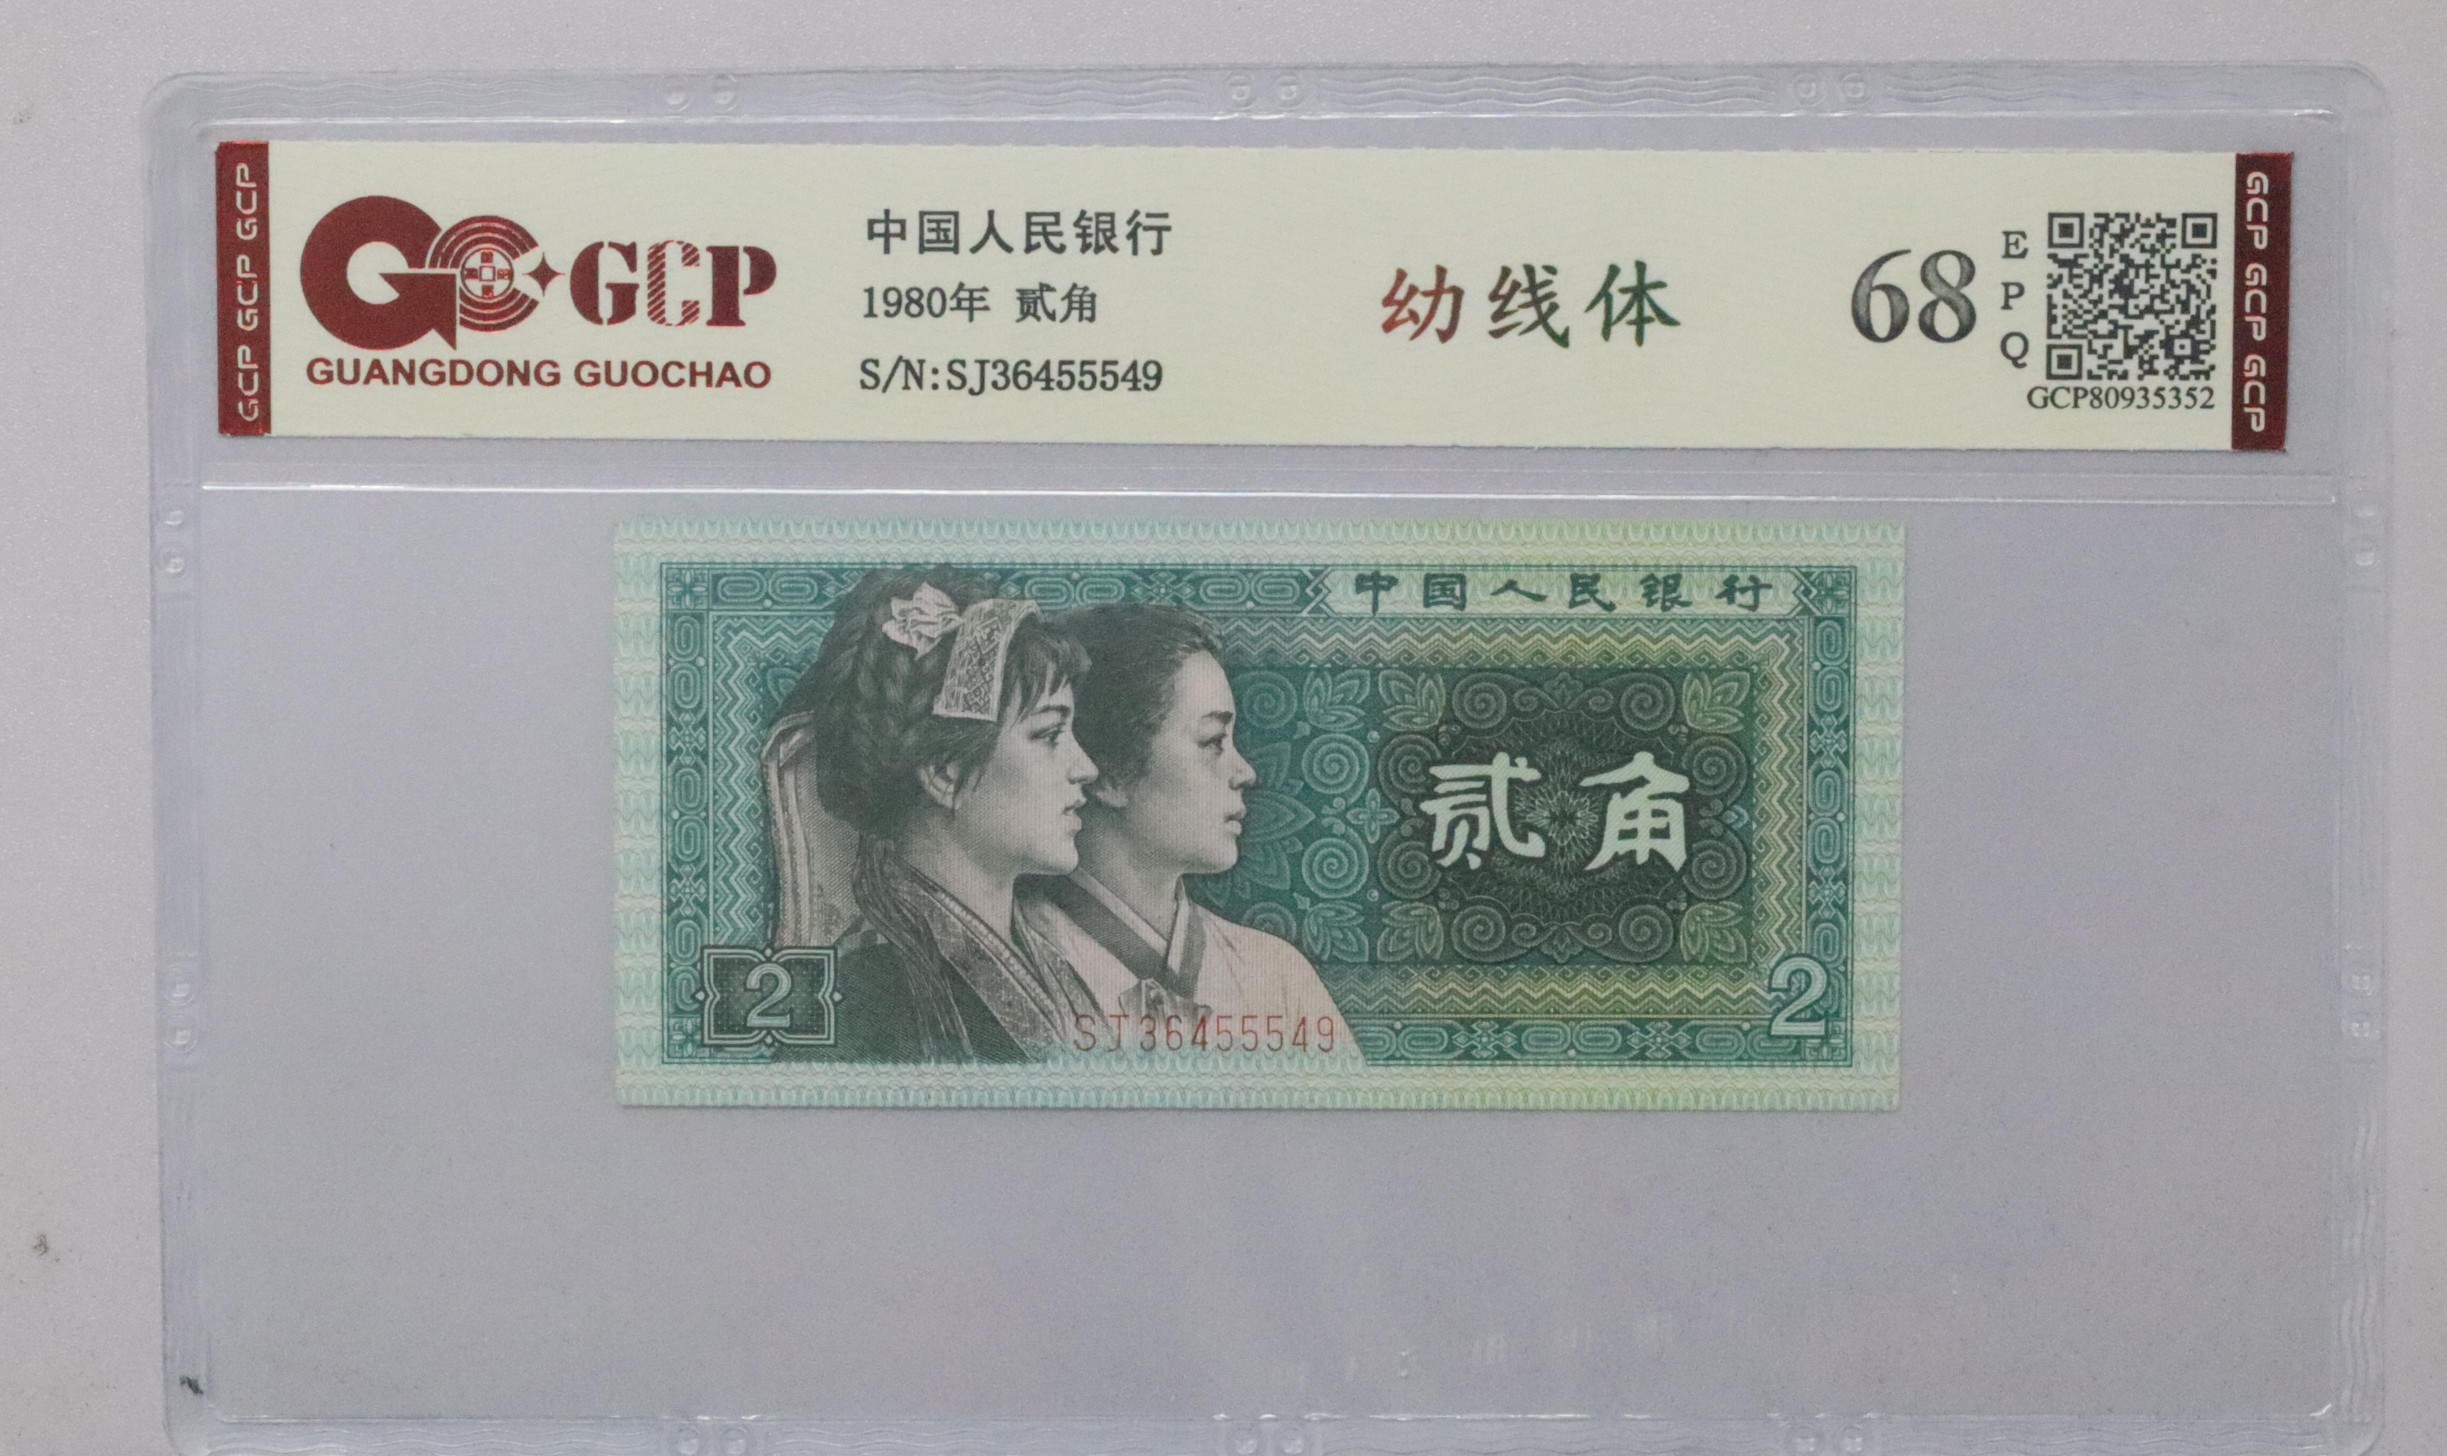 GCP GCP GCP
GCP
GUANGDONG GUOCHAO
中国人民银行
1980年 贰角
S/N:SJ36455549
幼线体
68
E
P
Q
GCP80935352
GCP GCP GCP
中国人民银行
贰角
2
2
SJ36455549